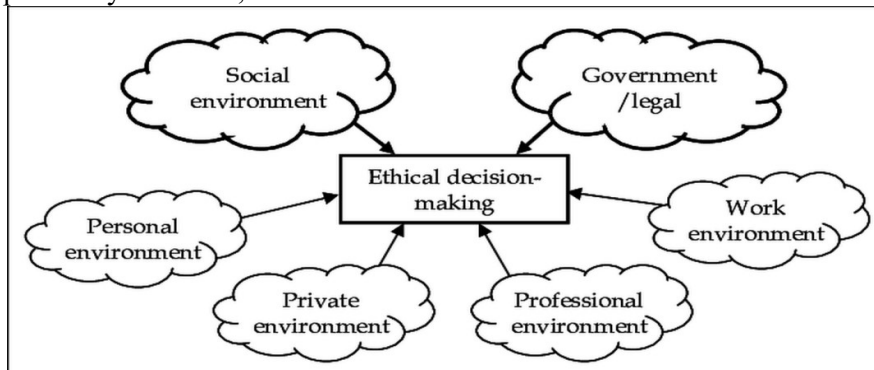 Social
environment
Government
/legal
Ethical decision-
making
Personal
environment
Work
environment
Private
environment
Professional
environment